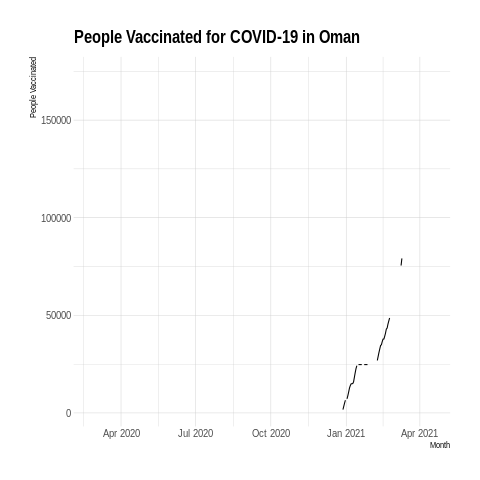 People Vaccinated for COVID-19 in Oman
People Vaccinated
150000
100000
50000
0
Apr 2020 Jul 2020 Oct 2020 Jan 2021 Apr 2021
Month